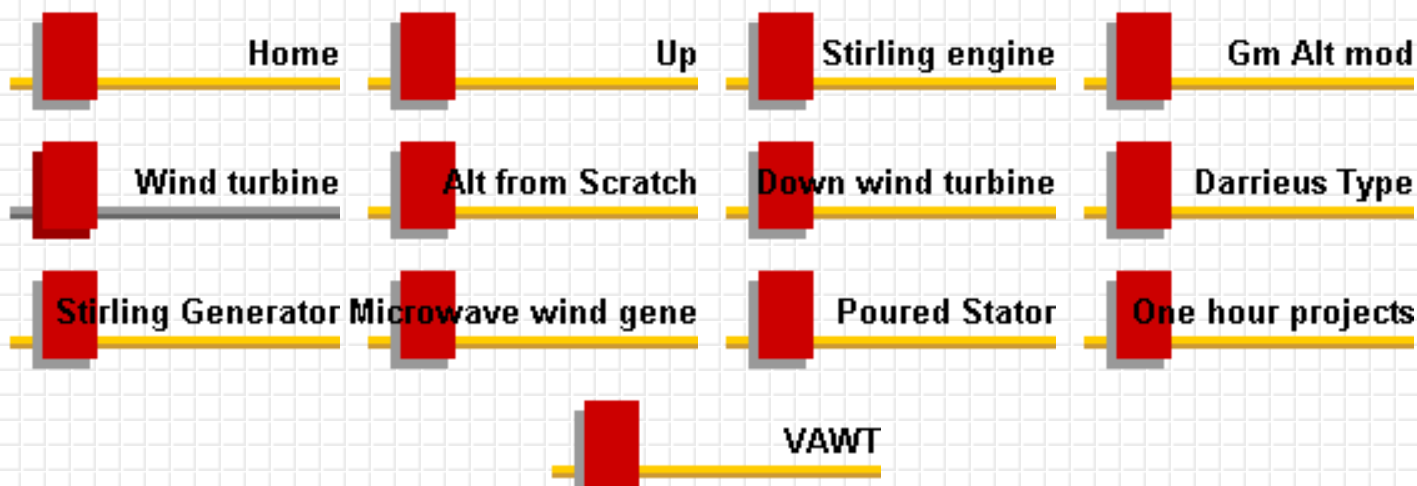 Home
Up
Stirling engine
Gm Alt mod
Wind turbine
Alt from Scratch
Down wind turbine
Darrieus Type
Stirling Generator
Microwave wind gene
Poured Stator
One hour projects
VAWT